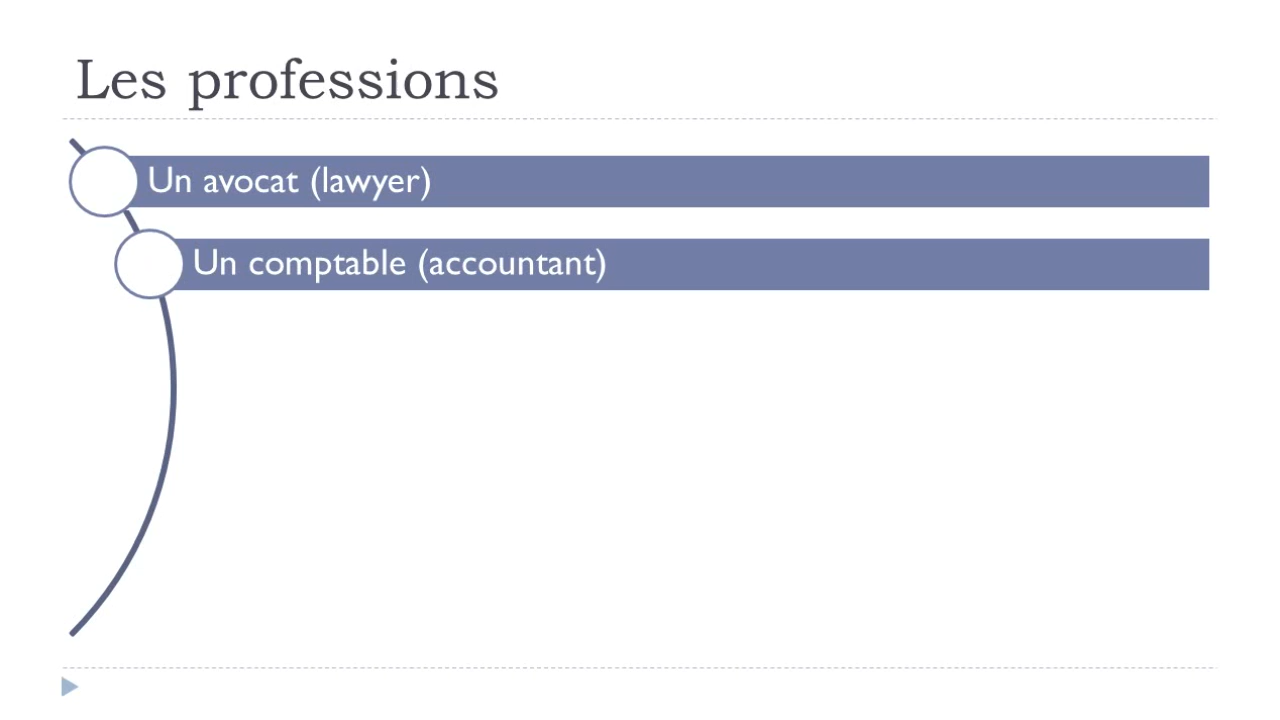 Les professions
Un avocat (lawyer)
Un comptable (accountant)